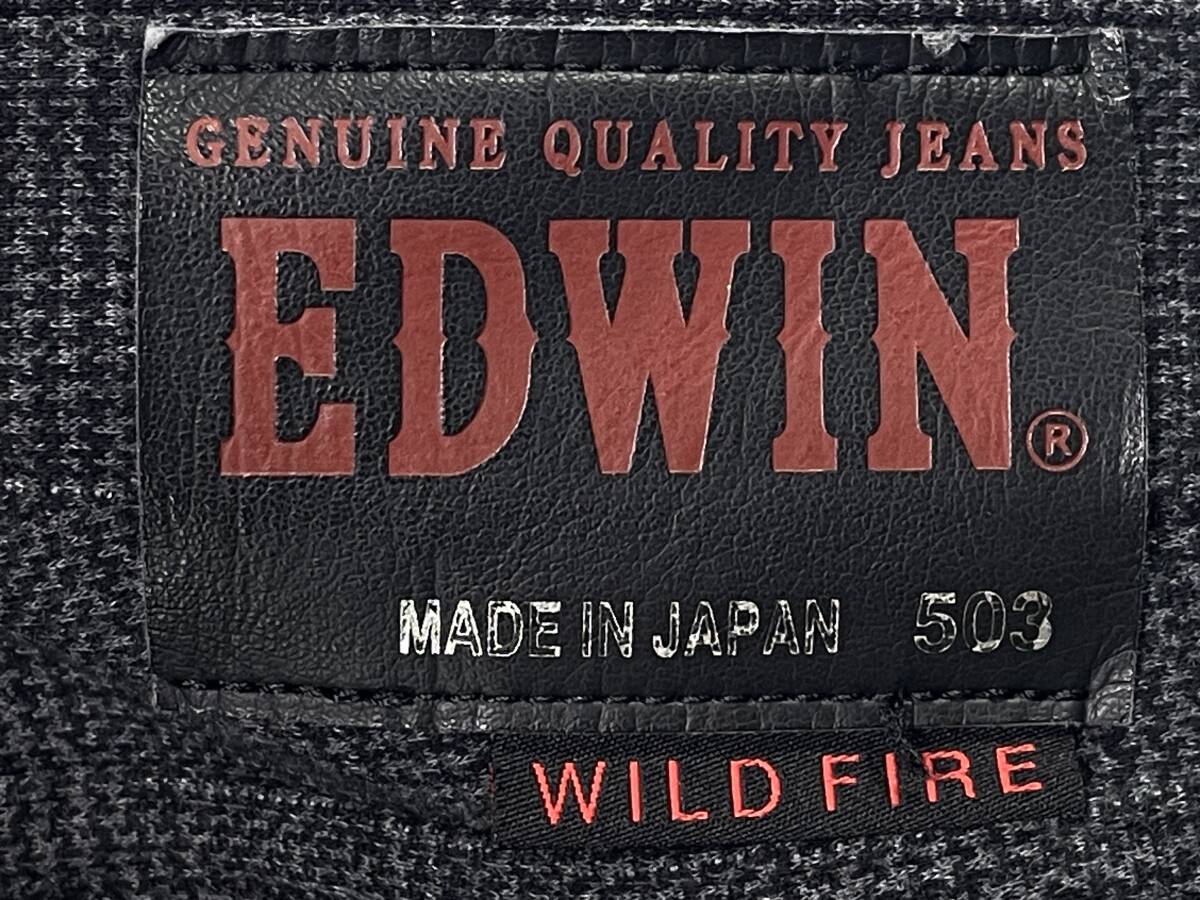 GENUINE QUALITY JEANS
EDWIN®
MADE IN JAPAN 503
WILD FIRE